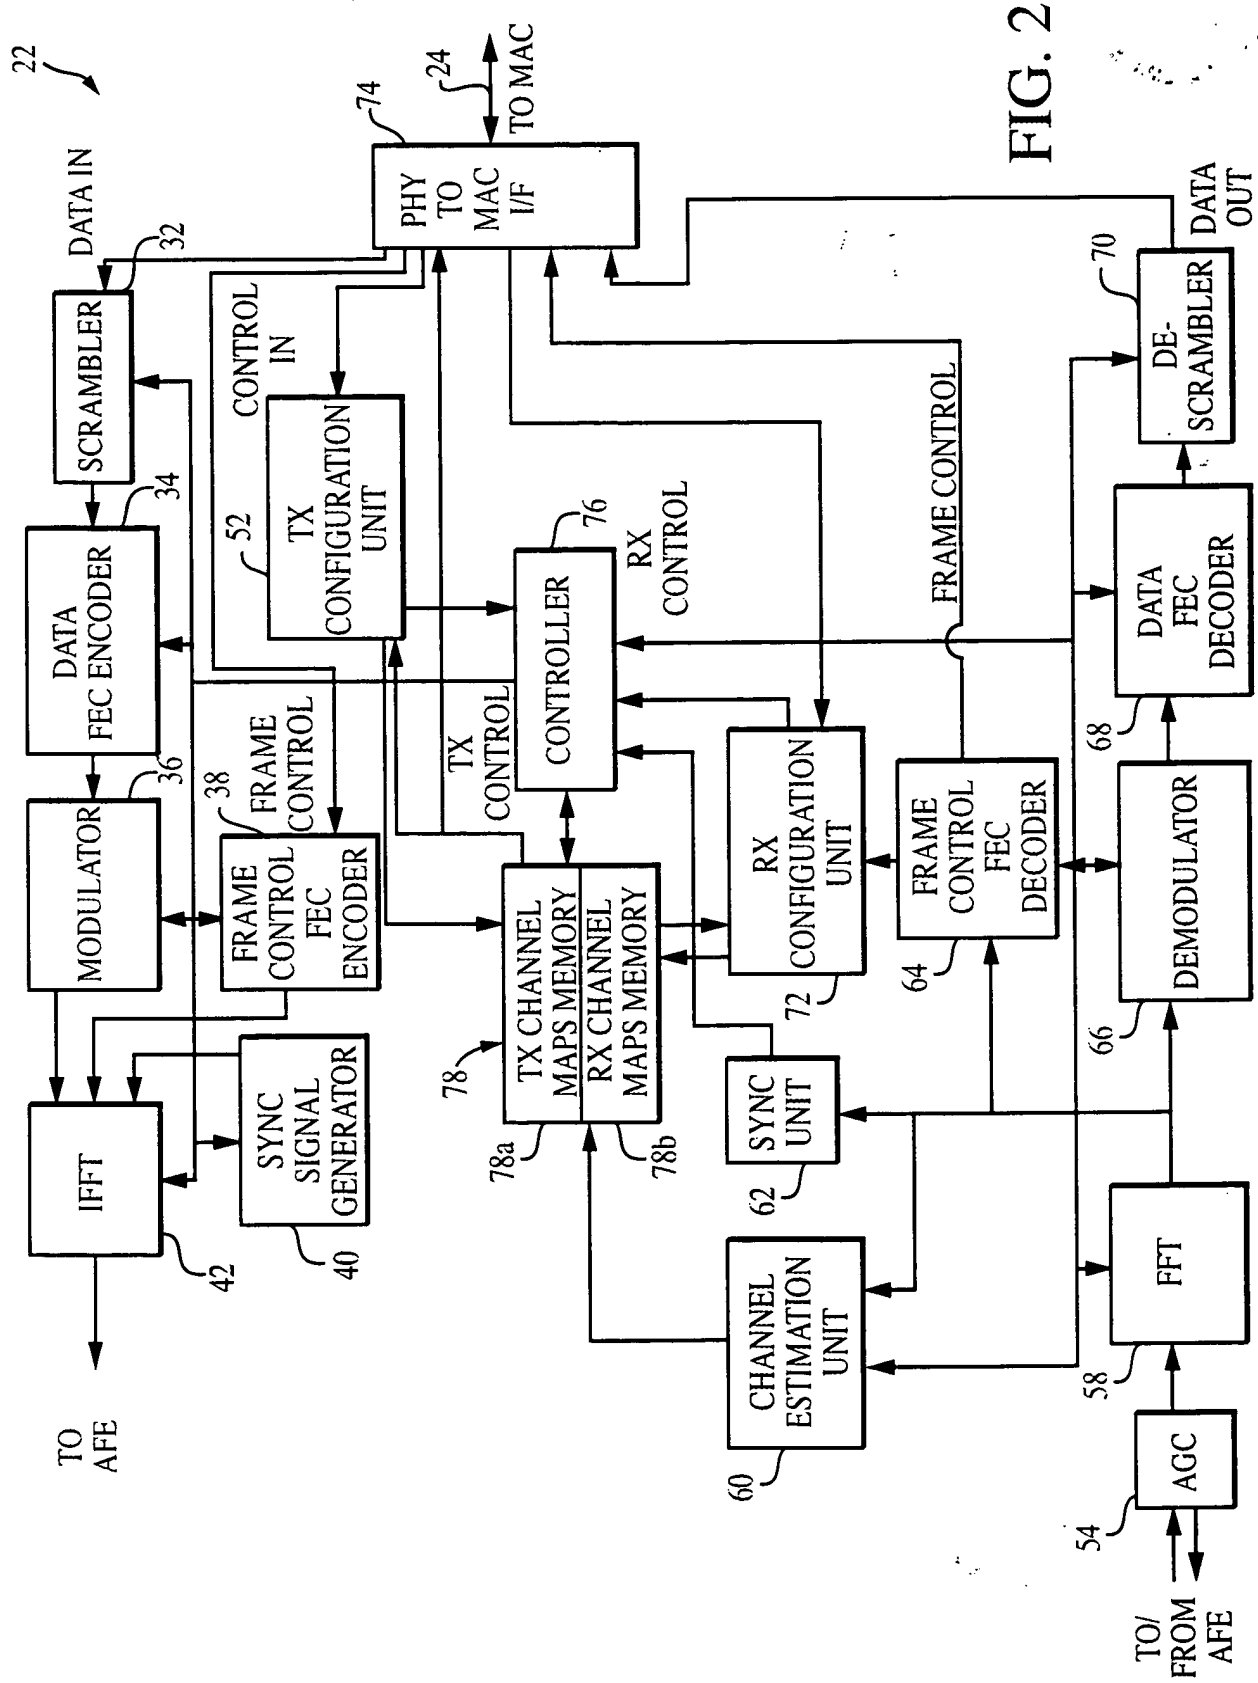 22
DATA IN
32
SCRAMBLER
34
DATA
FEC ENCODER
36
MODULATOR
38
FRAME
CONTROL
FEC
ENCODER
FRAME
CONTROL
IFFT
42
SYNC
SIGNAL
GENERATOR
40
TO
AFE
CONTROL
IN
52
TX
CONFIGURATION
UNIT
74
PHY
TO
MAC
I/F
24
TO MAC
TX
CONTROL
76
CONTROLLER
RX
CONTROL
78
TX CHANNEL
MAPS MEMORY
RX CHANNEL
MAPS MEMORY
78a
78b
RX
CONFIGURATION
UNIT
72
SYNC
UNIT
62
CHANNEL
ESTIMATION
UNIT
60
FRAME CONTROL
FRAME
CONTROL
FEC
DECODER
64
TO/
FROM
AFE
54
AGC
58
FFT
66
DEMODULATOR
68
DATA
FEC
DECODER
70
DE-
SCRAMBLER
DATA
OUT
FIG. 2